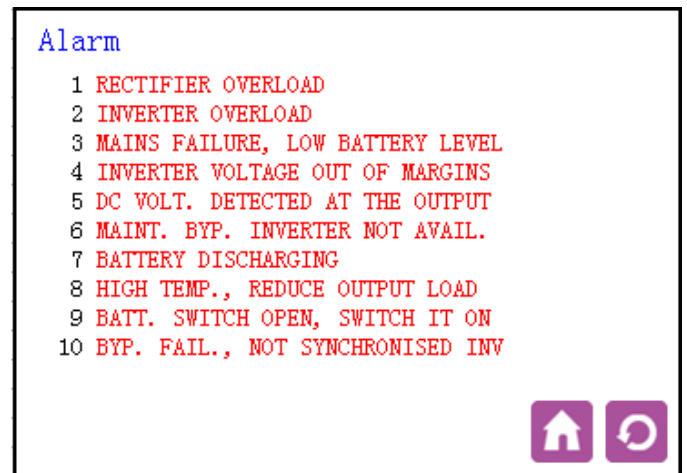 Alarm
1 RECTIFIER OVERLOAD
2 INVERTER OVERLOAD
3 MAINS FAILURE, LOW BATTERY LEVEL
4 INVERTER VOLTAGE OUT OF MARGINS
5 DC VOLT. DETECTED AT THE OUTPUT
6 MAINT. BYP. INVERTER NOT AVAIL.
7 BATTERY DISCHARGING
8 HIGH TEMP., REDUCE OUTPUT LOAD
9 BATT. SWITCH OPEN, SWITCH IT ON
10 BYP. FAIL., NOT SYNCHRONISED INV